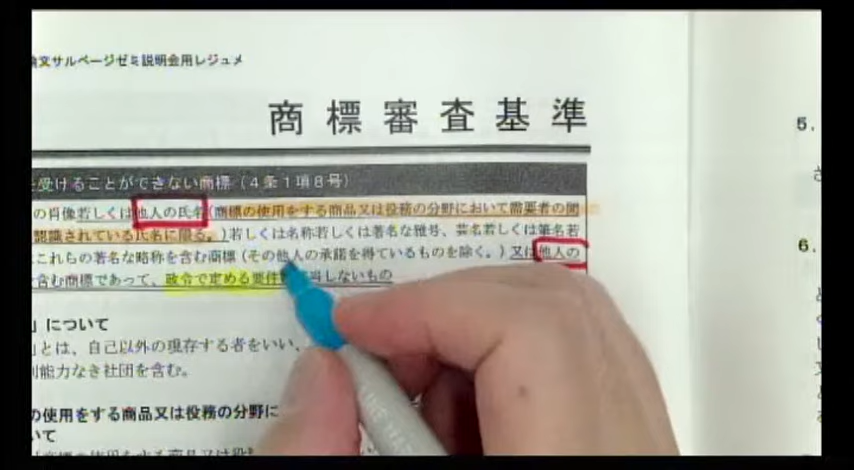 文サルベージゼミ説明会用レジュメ
商標審査基準
受けることができない商標(4条1項8号)
の肖像若しくは他人の氏名(商標の使用をする商品又は役務の分野において需要者の間
認識されている氏名に限る。)若しくは名称若しくは著名な雅号、芸名若しくは筆名若
これらの著名な略称を含む商標(その他人の承諾を得ているものを除く。)又は他人の
含む商標であって、政令で定める要件 当しないもの
」について
」とは、自己以外の現存する者をいい、
能力なき社団を含む。
の使用をする商品又は役務の分野に
いて
5.
6.